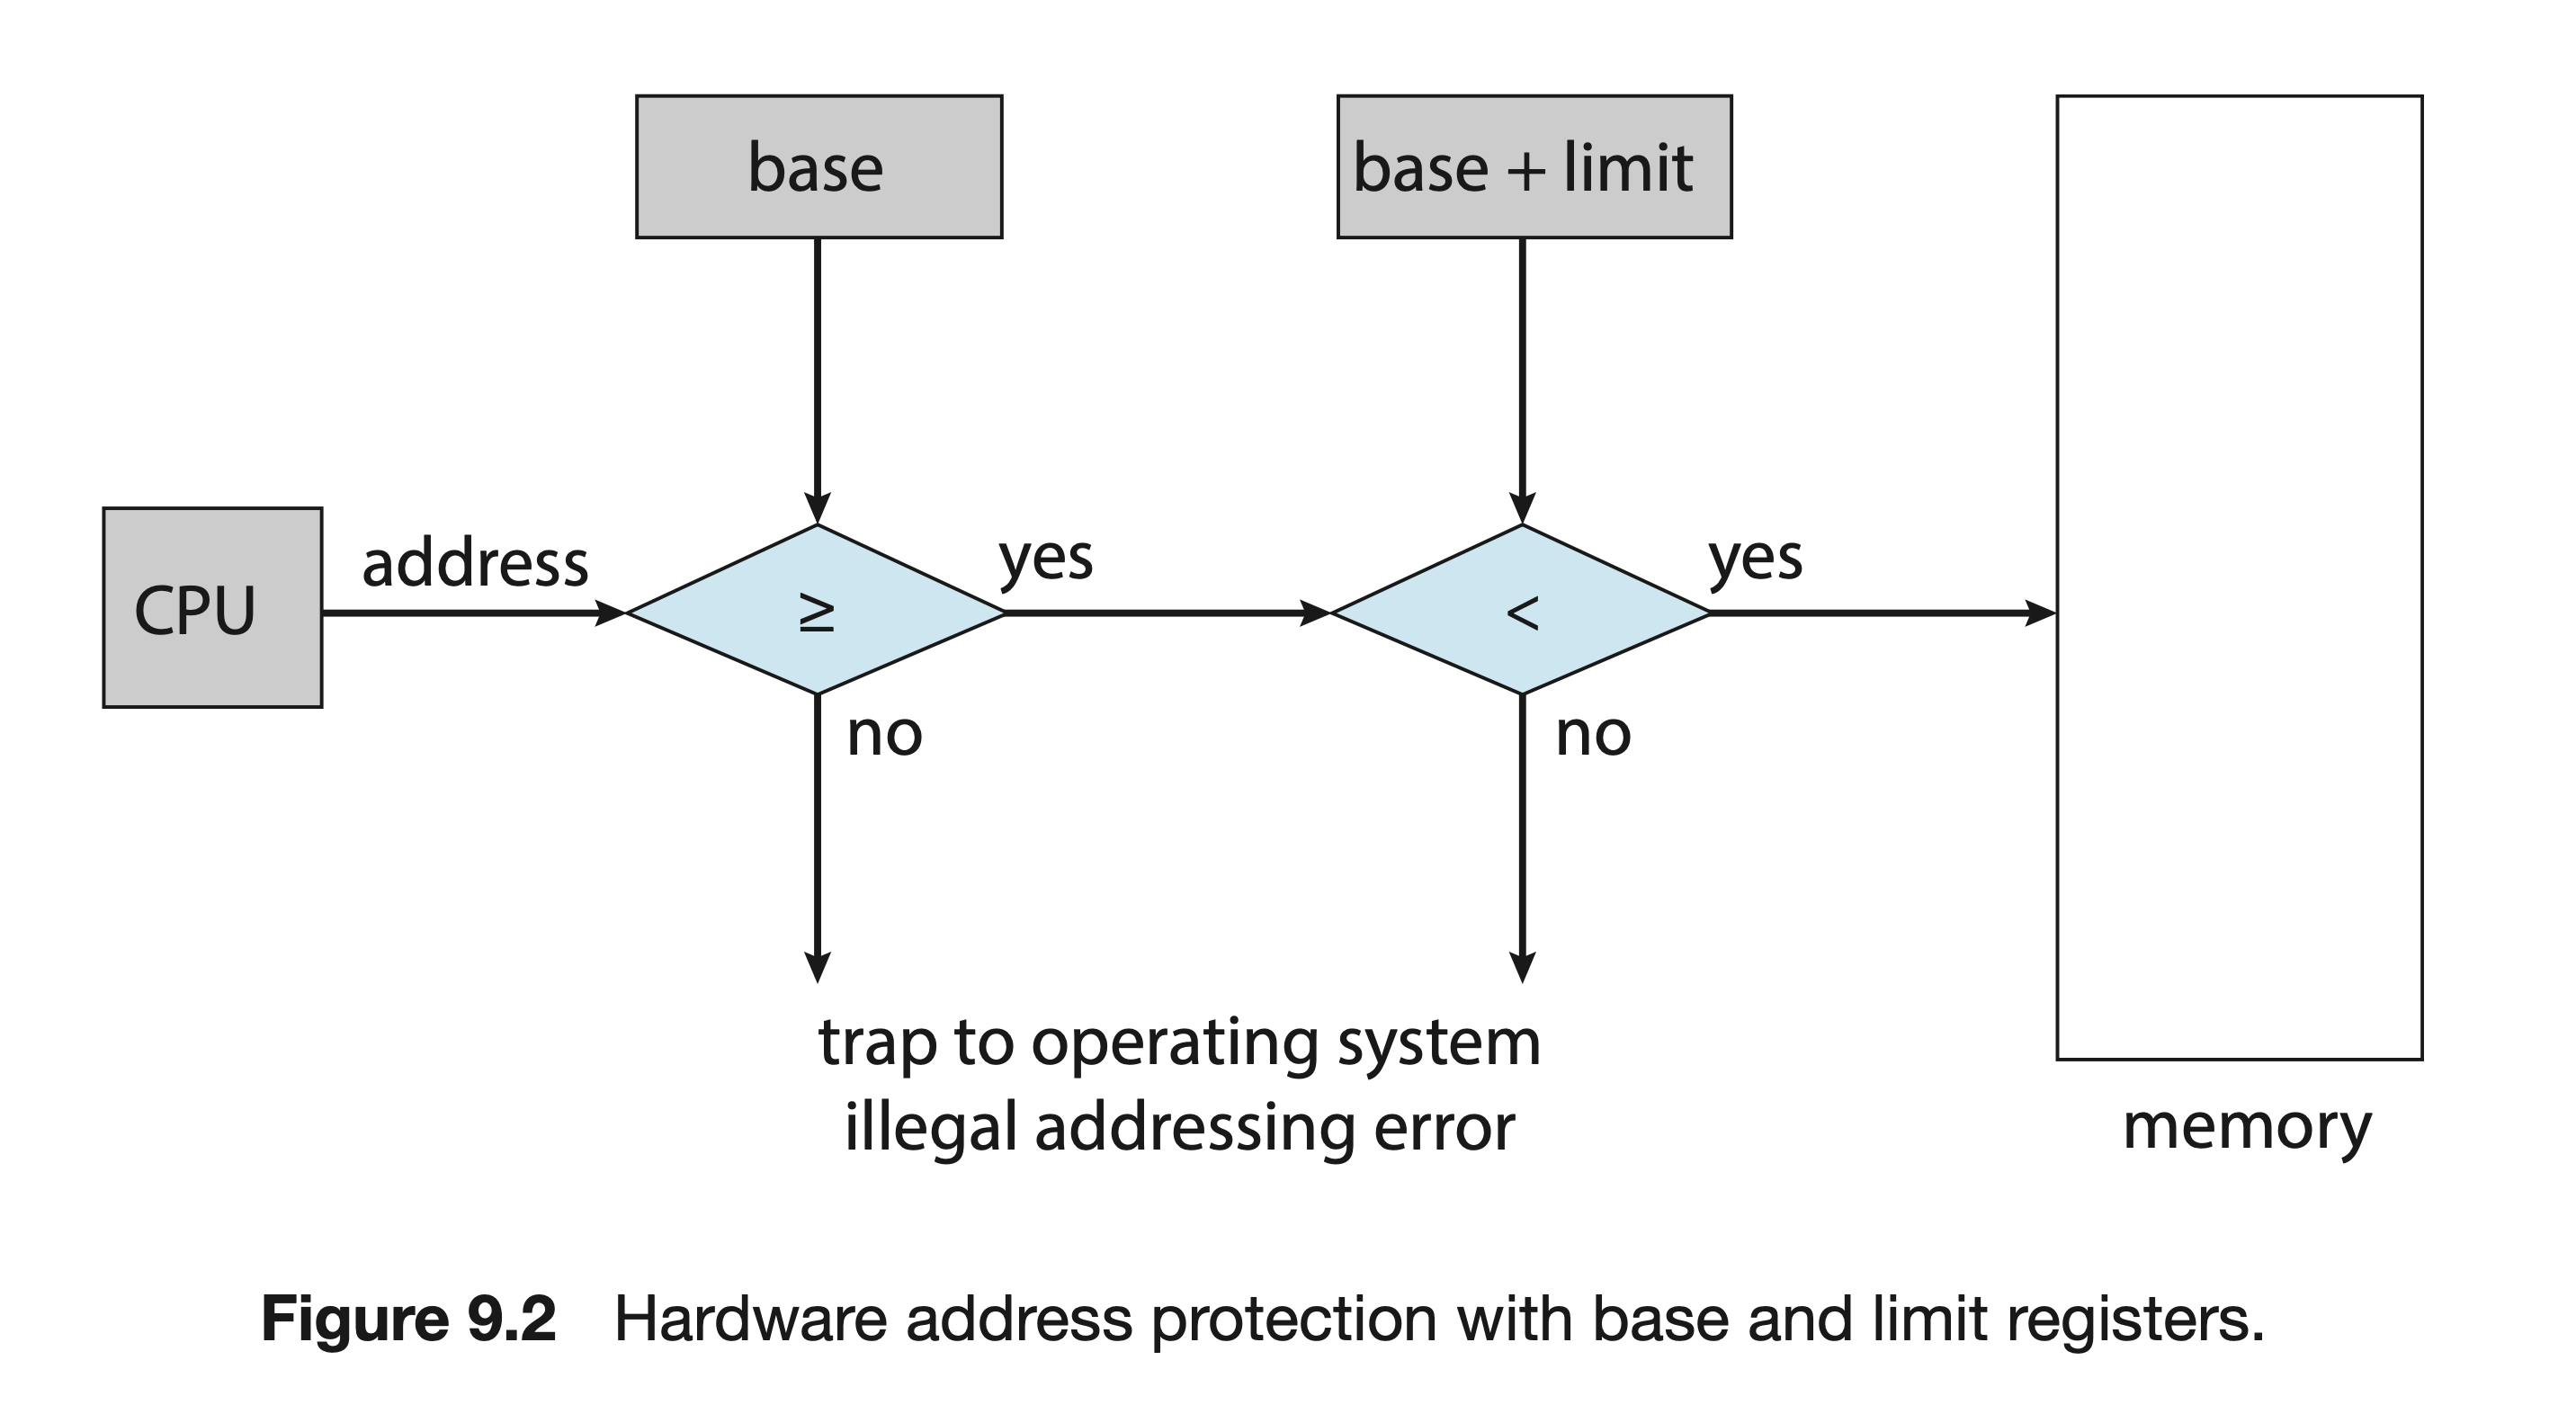 base
base + limit
CPU
address
≥
yes
<
yes
no
no
trap to operating system
illegal addressing error
memory
Figure 9.2 Hardware address protection with base and limit registers.